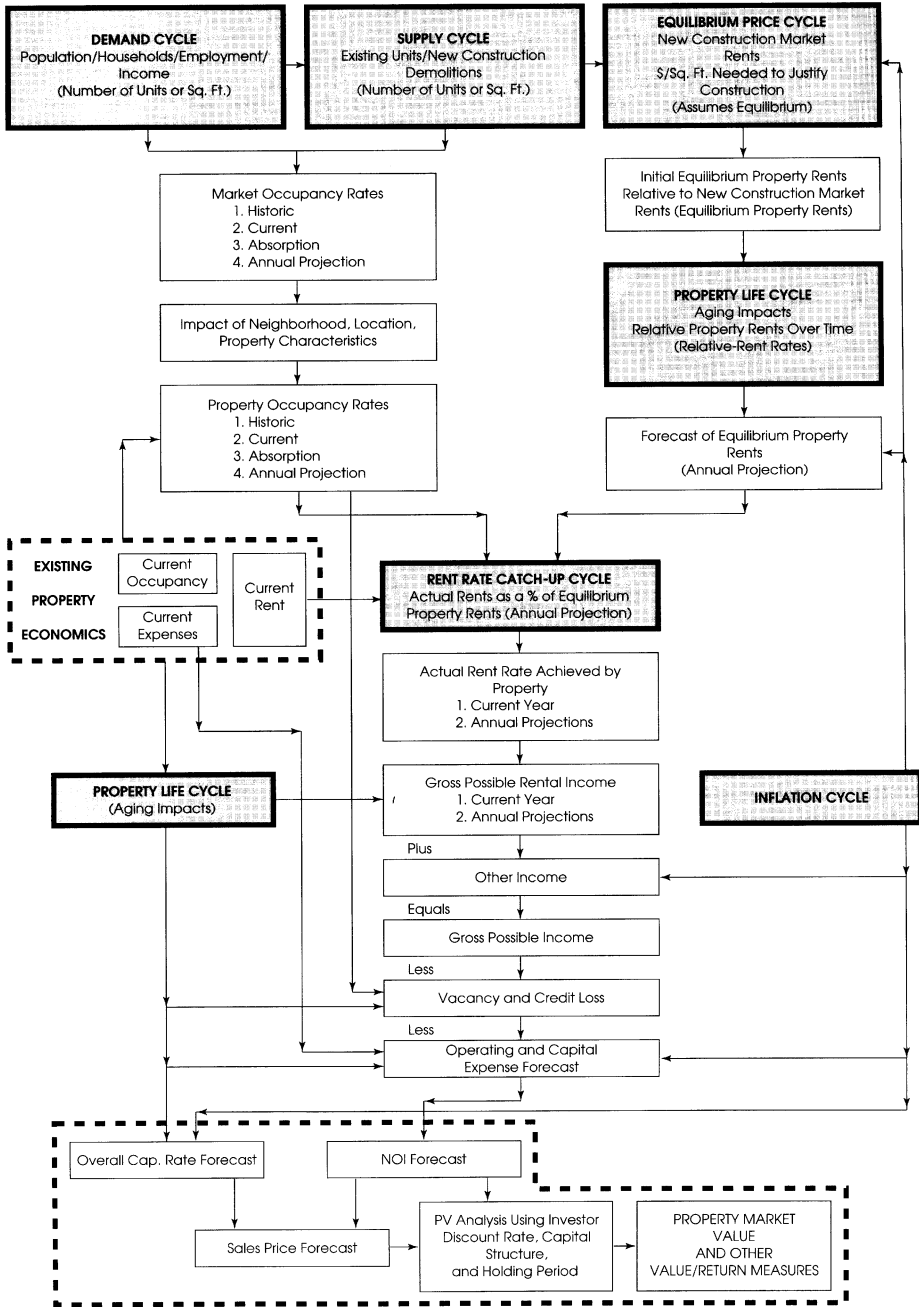 DEMAND CYCLE
Population/Households/Employment/
Income
(Number of Units or Sq. Ft.)
SUPPLY CYCLE
Existing Units/New Construction
Demolitions
(Number of Units or Sq. Ft.)
EQUILIBRIUM PRICE CYCLE
New Construction Market
Rents
$/Sq. Ft. Needed to Justify
Construction
(Assumes Equilibrium)
Market Occupancy Rates
1. Historic
2. Current
3. Absorption
4. Annual Projection
Initial Equilibrium Property Rents
Relative to New Construction Market
Rents (Equilibrium Property Rents)
Impact of Neighborhood, Location,
Property Characteristics
PROPERTY LIFE CYCLE
Aging Impacts
Relative Property Rents Over Time
(Relative-Rent Rates)
Property Occupancy Rates
1. Historic
2. Current
3. Absorption
4. Annual Projection
Forecast of Equilibrium Property
Rents
(Annual Projection)
EXISTING
PROPERTY
ECONOMICS
Current
Occupancy
Current
Expenses
Current
Rent
RENT RATE CATCH-UP CYCLE
Actual Rents as a % of Equilibrium
Property Rents (Annual Projection)
Actual Rent Rate Achieved by
Property
1. Current Year
2. Annual Projections
PROPERTY LIFE CYCLE
(Aging Impacts)
Gross Possible Rental Income
1. Current Year
2. Annual Projections
INFLATION CYCLE
Plus
Other Income
Equals
Gross Possible Income
Less
Vacancy and Credit Loss
Less
Operating and Capital
Expense Forecast
Overall Cap. Rate Forecast
NOI Forecast
Sales Price Forecast
PV Analysis Using Investor
Discount Rate, Capital
Structure,
and Holding Period
PROPERTY MARKET
VALUE
AND OTHER
VALUE/RETURN MEASURES